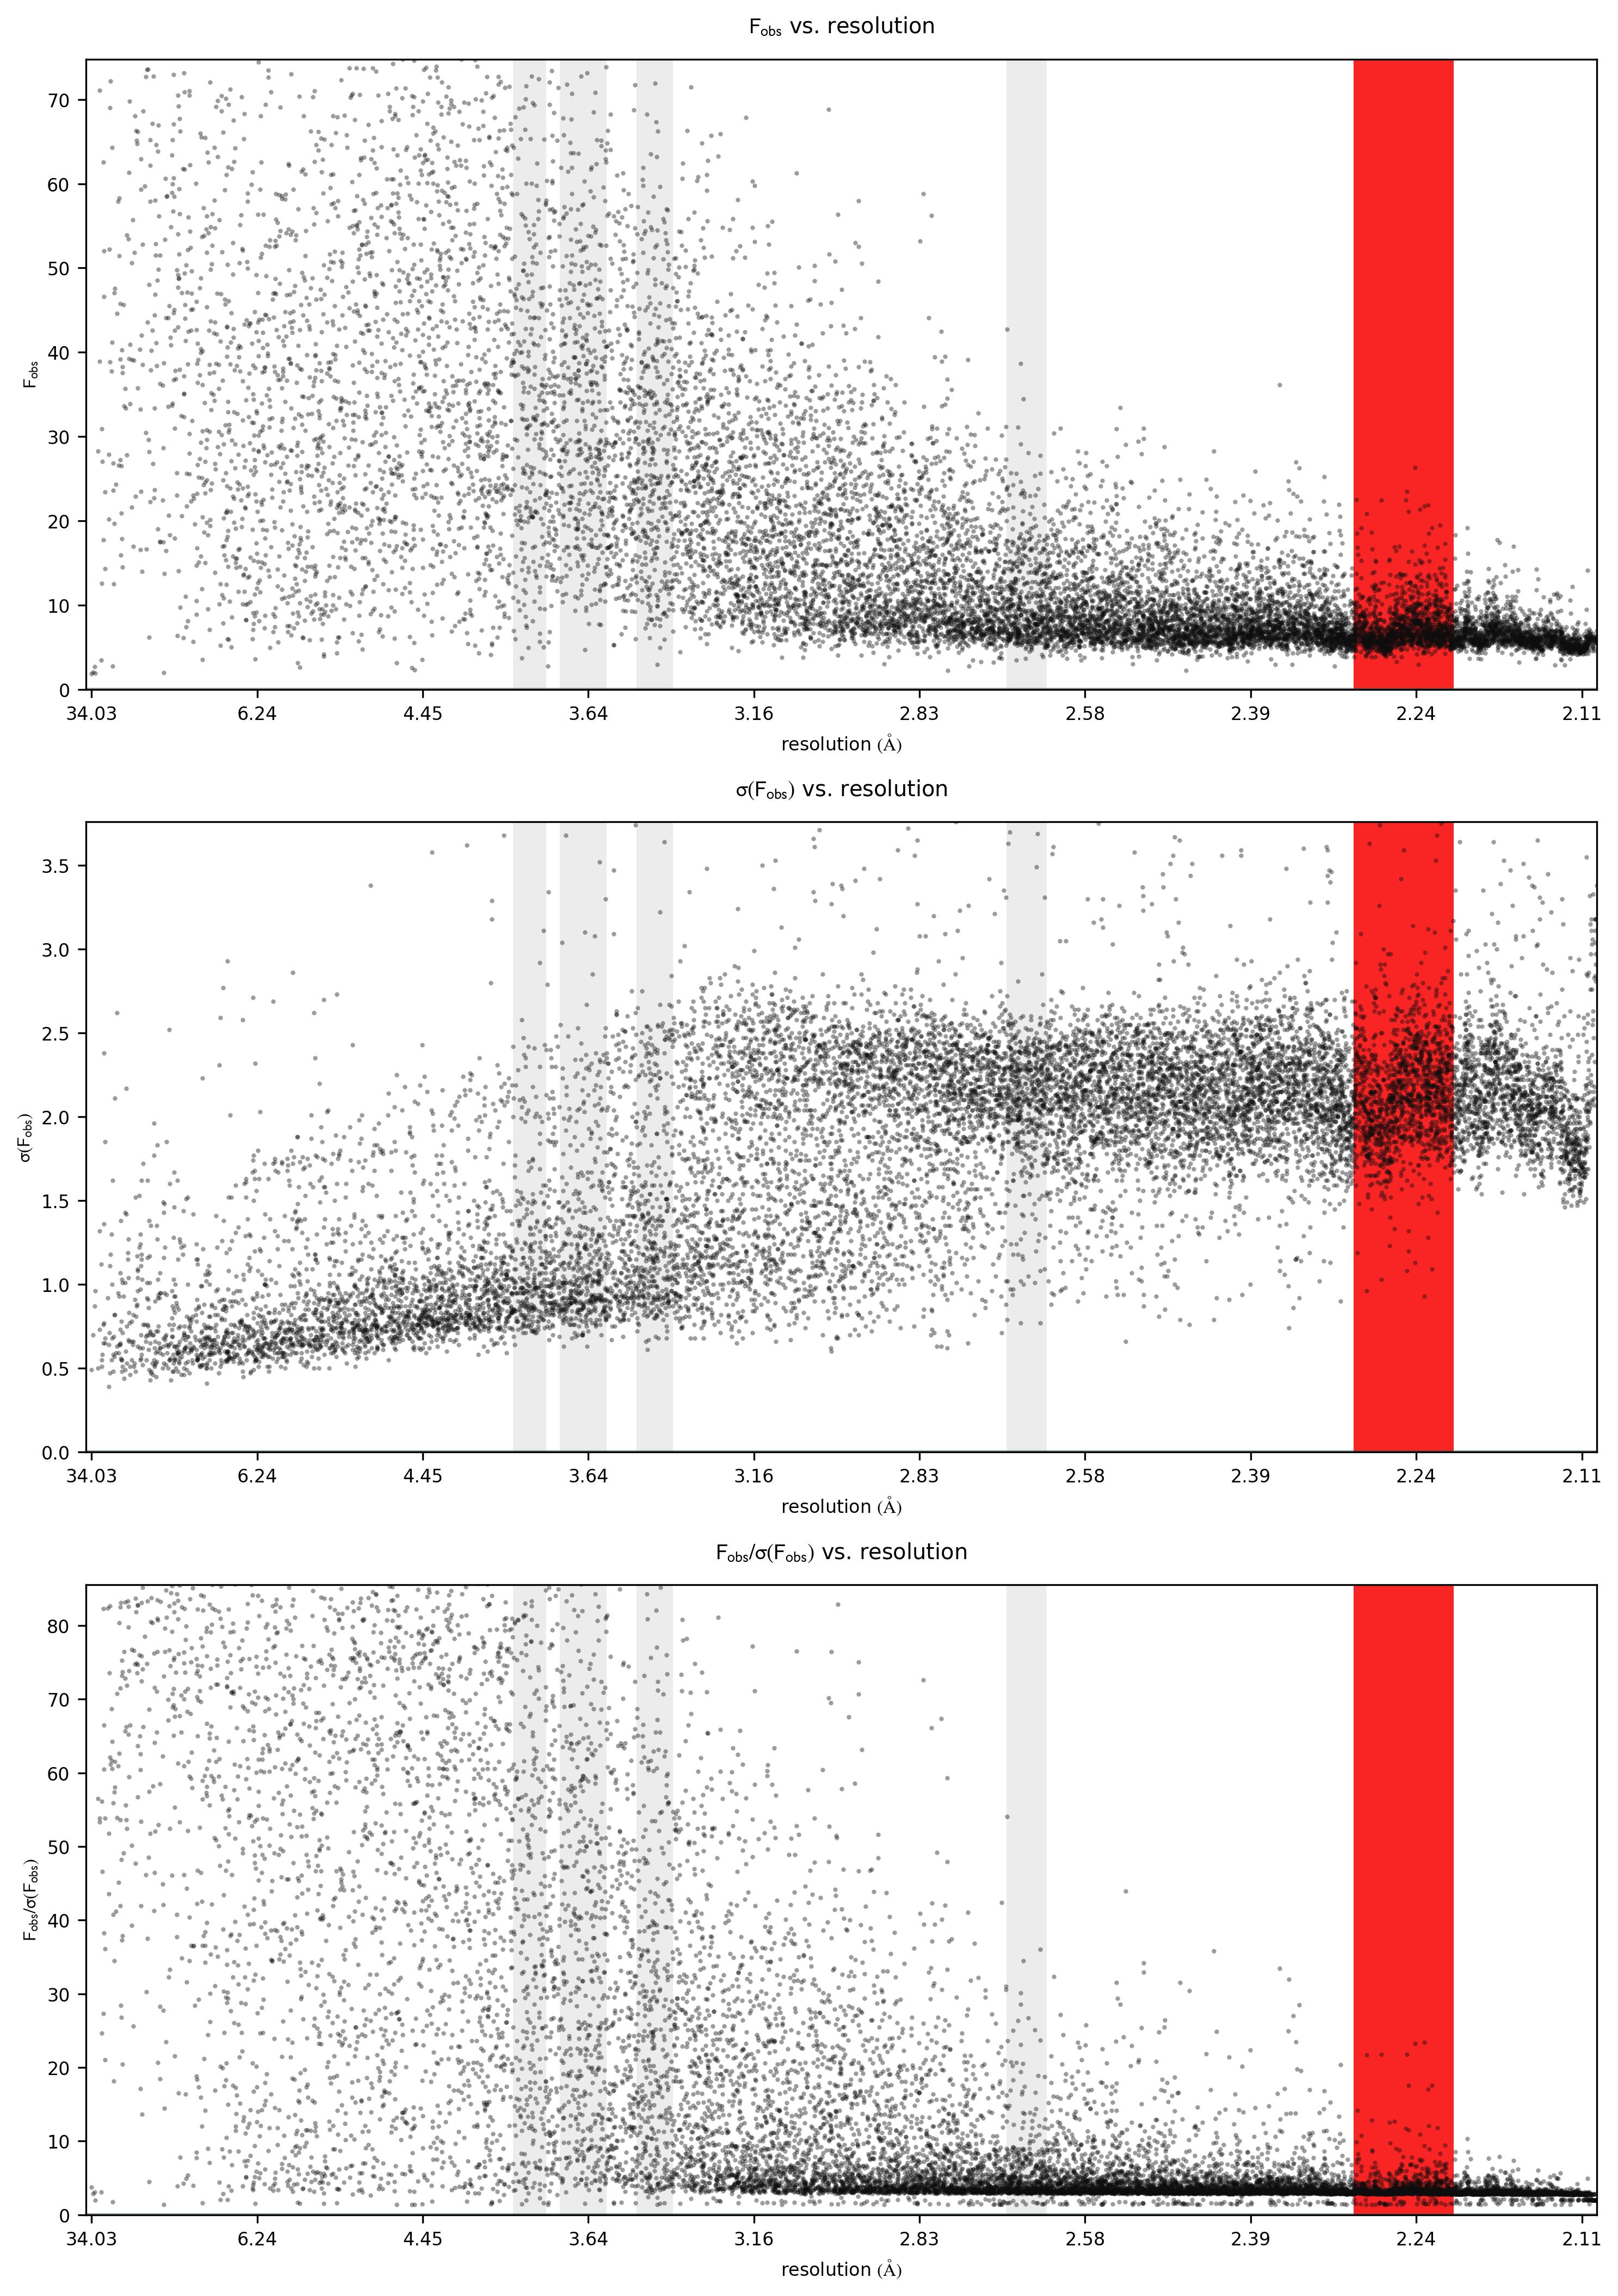 Fobs vs. resolution
70
60
50
40
30
20
10
0
Fobs
34.03 6.24 4.45 3.64 3.16 2.83 2.58 2.39 2.24 2.11
resolution (Å)
σ(Fobs) vs. resolution
3.5
3.0
2.5
2.0
1.5
1.0
0.5
0.0
σ(Fobs)
34.03 6.24 4.45 3.64 3.16 2.83 2.58 2.39 2.24 2.11
resolution (Å)
Fobs/σ(Fobs) vs. resolution
80
70
60
50
40
30
20
10
0
Fobs/σ(Fobs)
34.03 6.24 4.45 3.64 3.16 2.83 2.58 2.39 2.24 2.11
resolution (Å)